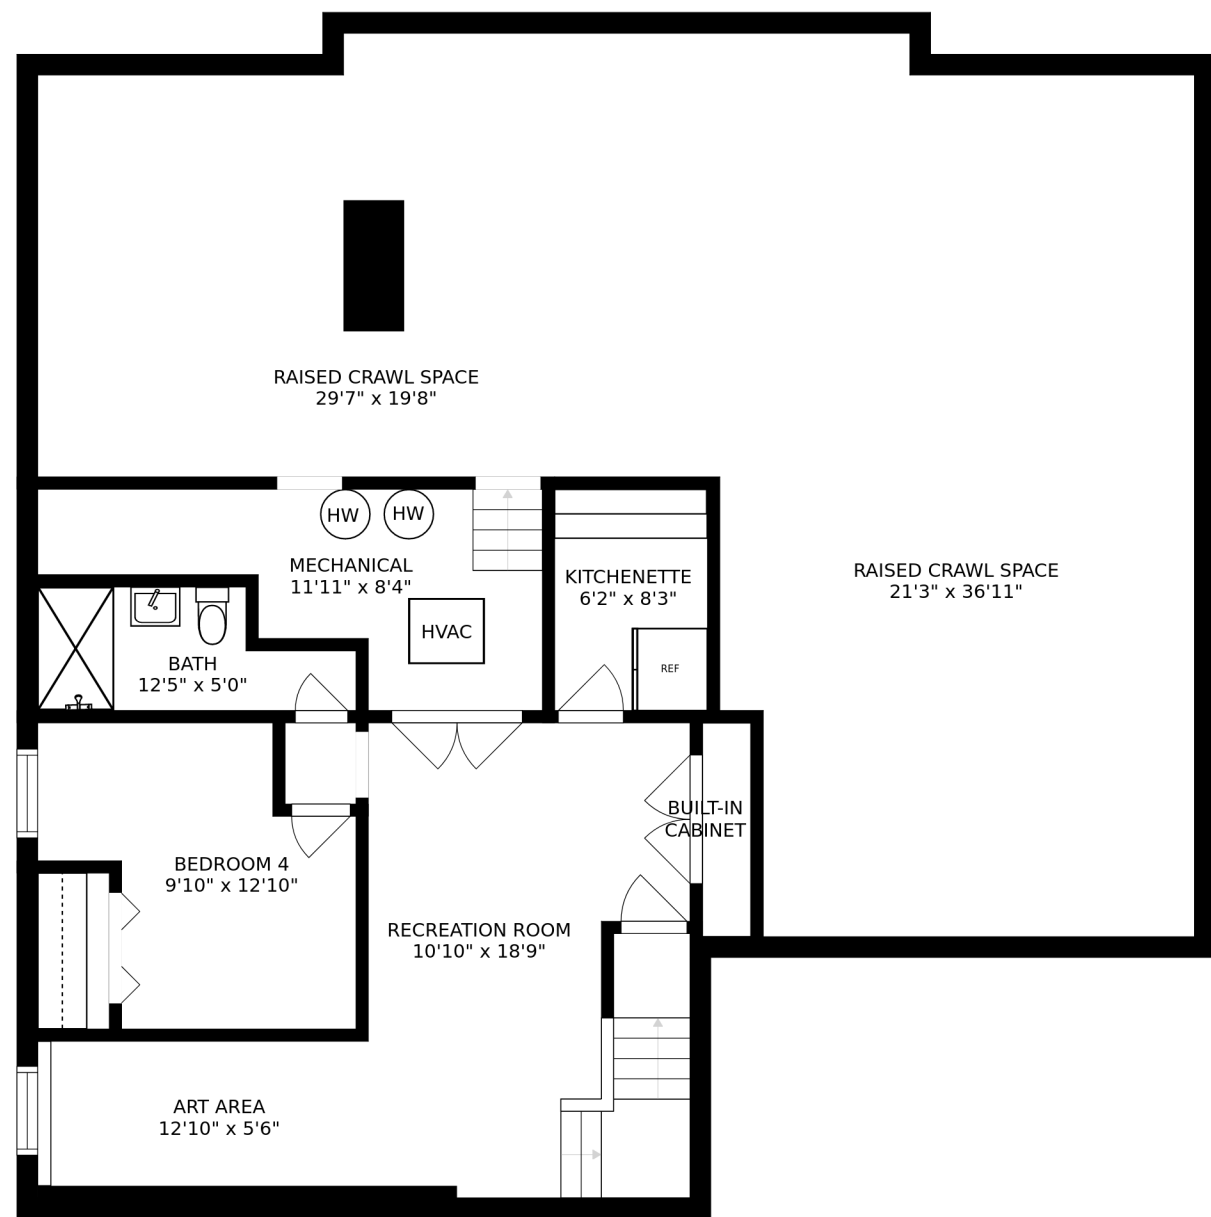 RAISED CRAWL SPACE
29'7" x 19'8"
HW
HW
MECHANICAL
11'11" x 8'4"
KITCHENETTE
6'2" x 8'3"
RAISED CRAWL SPACE
21'3" x 36'11"
HVAC
REF
BATH
12'5" x 5'0"
BUILT-IN
CABINET
BEDROOM 4
9'10" x 12'10"
RECREATION ROOM
10'10" x 18'9"
ART AREA
12'10" x 5'6"